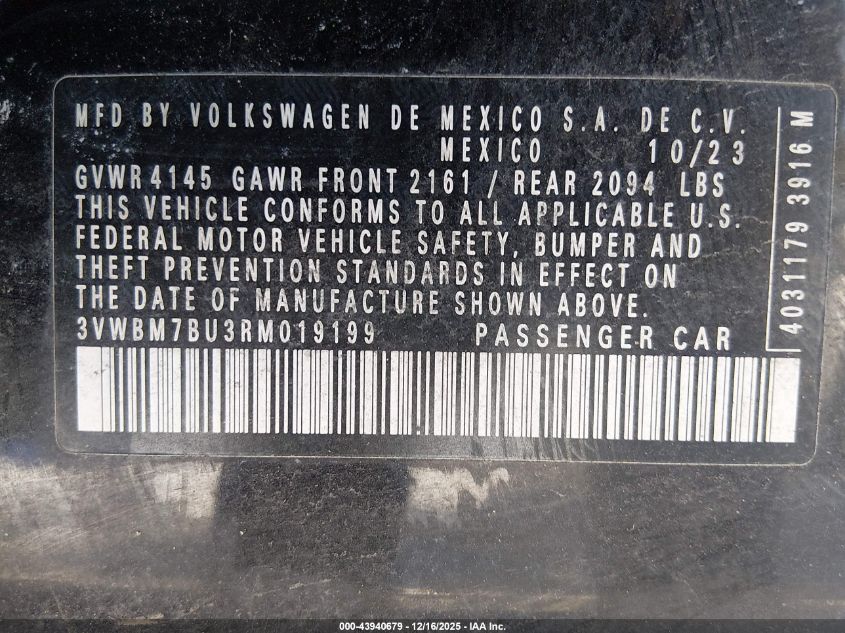 MFD BY VOLKSWAGEN DE MEXICO S.A. DE C.V.
MEXICO 10/23
GVWR 4145 GAWR FRONT 2161 / REAR 2094 LBS
THIS VEHICLE CONFORMS TO ALL APPLICABLE U.S.
FEDERAL MOTOR VEHICLE SAFETY, BUMPER AND
THEFT PREVENTION STANDARDS IN EFFECT ON
THE DATE OF MANUFACTURE SHOWN ABOVE.
3VWBM7BU3RM019199 PASSENGER CAR
4031179 3916 M
000-43940679 - 12/16/2025 - IAA Inc.